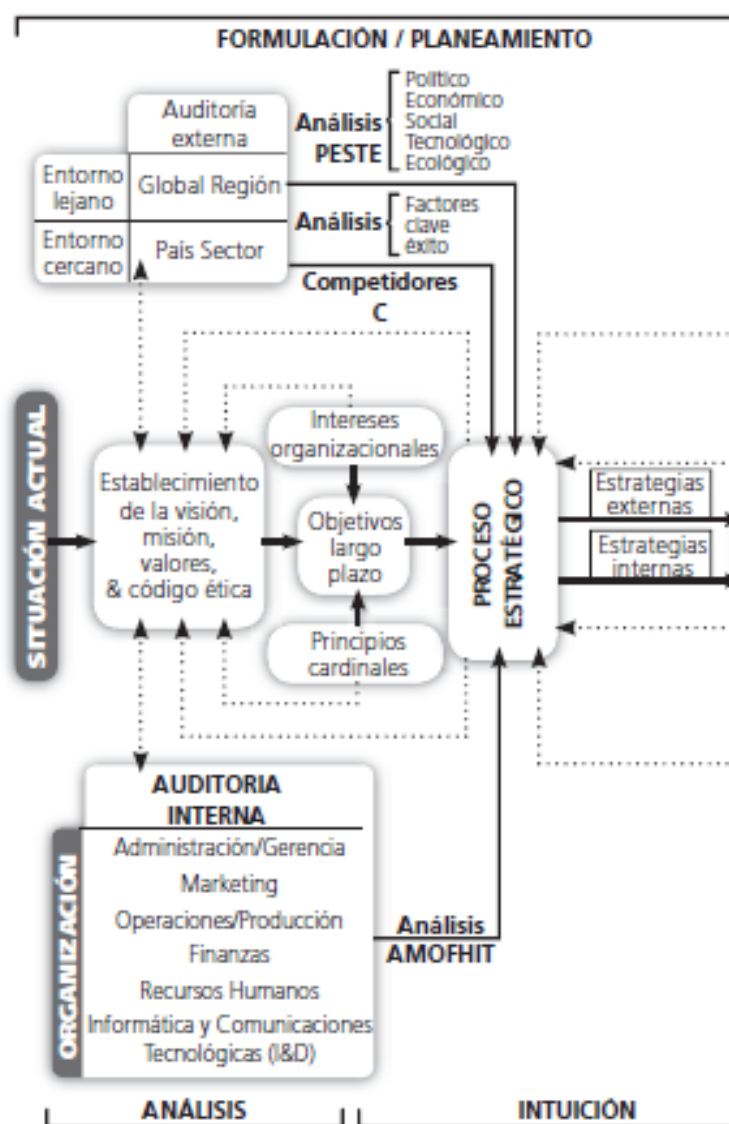 FORMULACIÓN / PLANEAMIENTO
Auditoría
externa
Entorno
lejano
Global Región
Entorno
cercano
País Sector
Análisis
PESTE
Político
Económico
Social
Tecnológico
Ecológico
Análisis
Factores
clave
éxito
Competidores
C
SITUACIÓN ACTUAL
Establecimiento
de la visión,
misión,
valores,
& código ética
Intereses
organizacionales
Objetivos
largo
plazo
Principios
cardinales
PROCESO
ESTRATÉGICO
Estrategias
externas
Estrategias
internas
ORGANIZACIÓN
AUDITORIA
INTERNA
Administración/Gerencia
Marketing
Operaciones/Producción
Finanzas
Recursos Humanos
Informática y Comunicaciones
Tecnológicas (I&D)
Análisis
AMOFHIT
ANÁLISIS
INTUICIÓN